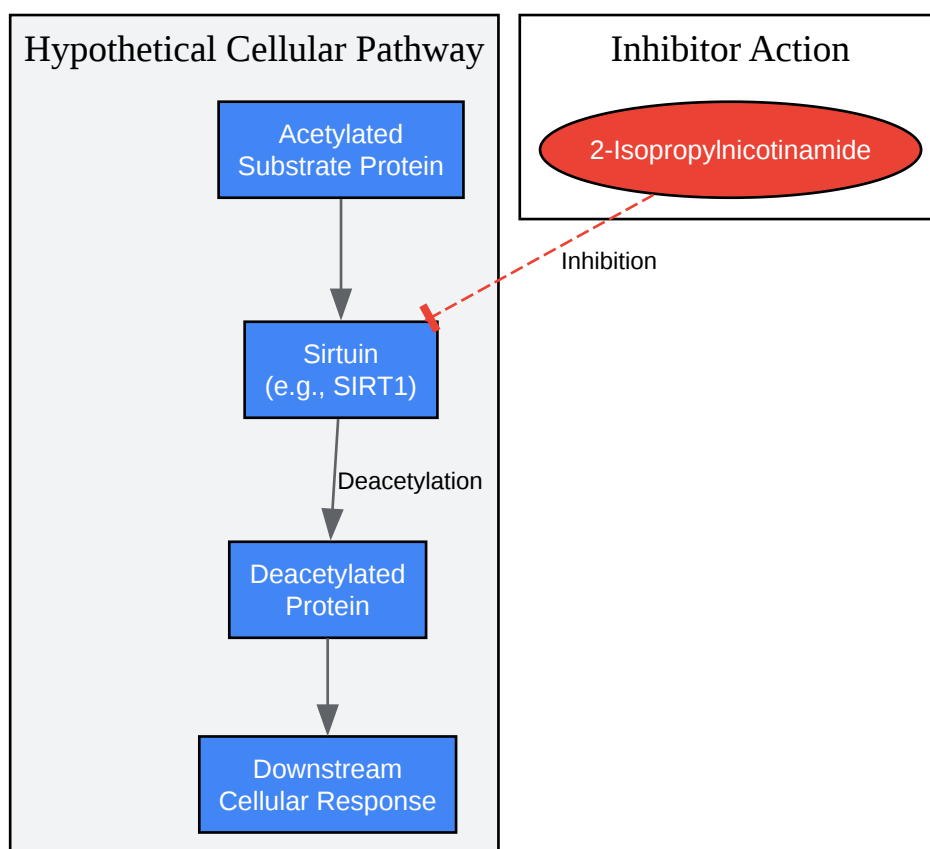 Hypothetical Cellular Pathway
Inhibitor Action
Acetylated
Substrate Protein
2-Isopropylnicotinamide
Inhibition
Sirtuin
(e.g., SIRT1)
Deacetylation
Deacetylated
Protein
Downstream
Cellular Response